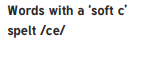 Words with a ‘soft c’
spelt /ce/